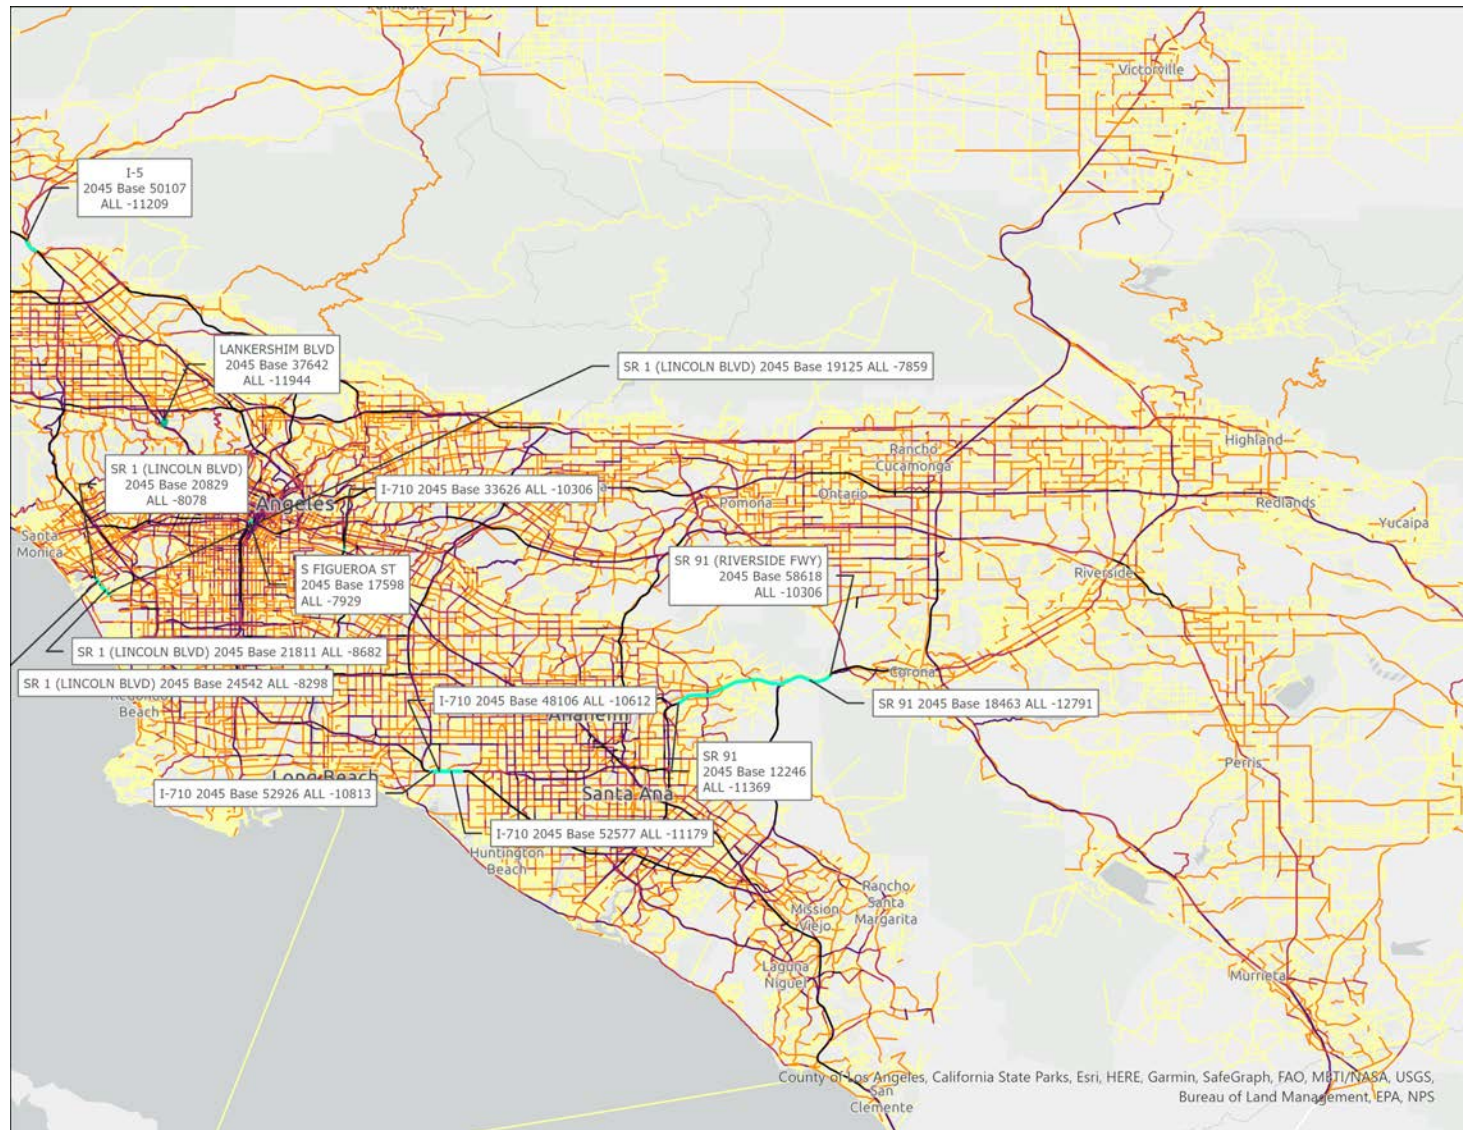 Victorville
I-5
2045 Base 50107
ALL -11209
LANKERSHIM BLVD
2045 Base 37642
ALL -11944
SR 1 (LINCOLN BLVD) 2045 Base 19125 ALL -7859
Highland
Rancho
Cucamonga
SR 1 (LINCOLN BLVD)
2045 Base 20829
ALL -8078
I-710 2045 Base 33626 ALL -10306
Angeles
Pomona
Ontario
Redlands
Yucaipa
Santa
Monica
S FIGUEROA ST
2045 Base 17598
ALL -7929
SR 91 (RIVERSIDE FWY)
2045 Base 58618
ALL -10306
Riverside
SR 1 (LINCOLN BLVD) 2045 Base 21811 ALL -8682
SR 1 (LINCOLN BLVD) 2045 Base 24542 ALL -8298
Corona
Redondo
Beach
I-710 2045 Base 48106 ALL -10612
SR 91 2045 Base 18463 ALL -12791
Anaheim
SR 91
2045 Base 12246
ALL -11369
Perris
Long Beach
I-710 2045 Base 52926 ALL -10813
Santa Ana
I-710 2045 Base 52577 ALL -11179
Huntington
Beach
Rancho
Santa
Margarita
Mission
Viejo
Laguna
Niguel
Murrieta
County of Los Angeles, California State Parks, Esri, HERE, Garmin, SafeGraph, FAO, METI/NASA, USGS,
Bureau of Land Management, EPA, NPS
San
Clemente